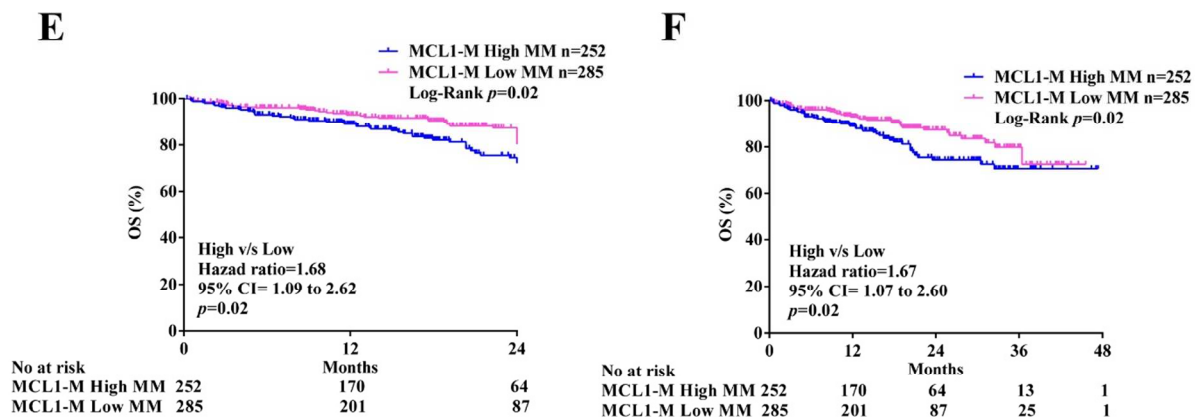 E
MCL1-M High MM n=252
MCL1-M Low MM n=285
Log-Rank p=0.02
100
80
60
40
20
0
OS (%)
High v/s Low
Hazad ratio=1.68
95% CI= 1.09 to 2.62
p=0.02
0 12 24
Months
No at risk
MCL1-M High MM 252 170 64
MCL1-M Low MM 285 201 87
F
MCL1-M High MM n=252
MCL1-M Low MM n=285
Log-Rank p=0.02
100
80
60
40
20
0
OS (%)
High v/s Low
Hazad ratio=1.67
95% CI= 1.07 to 2.60
p=0.02
0 12 24 36 48
Months
No at risk
MCL1-M High MM 252 170 64 13 1
MCL1-M Low MM 285 201 87 25 1